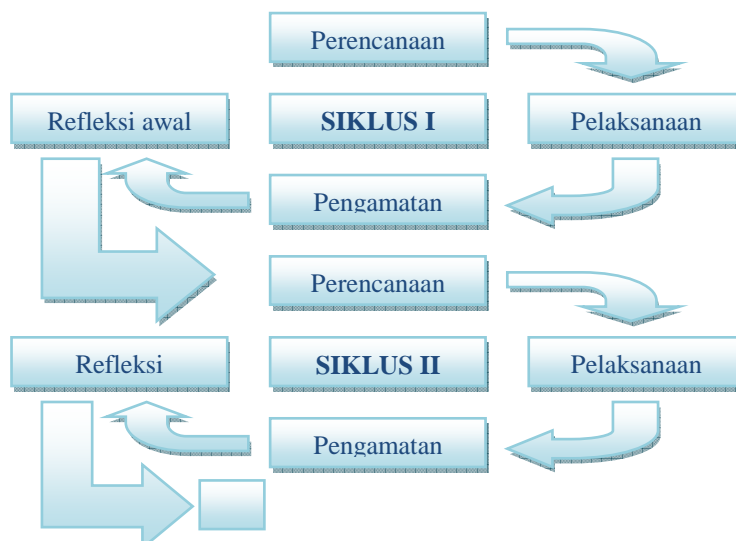 Perencanaan
Refleksi awal
SIKLUS I
Pelaksanaan
Pengamatan
Perencanaan
Refleksi
SIKLUS II
Pelaksanaan
Pengamatan